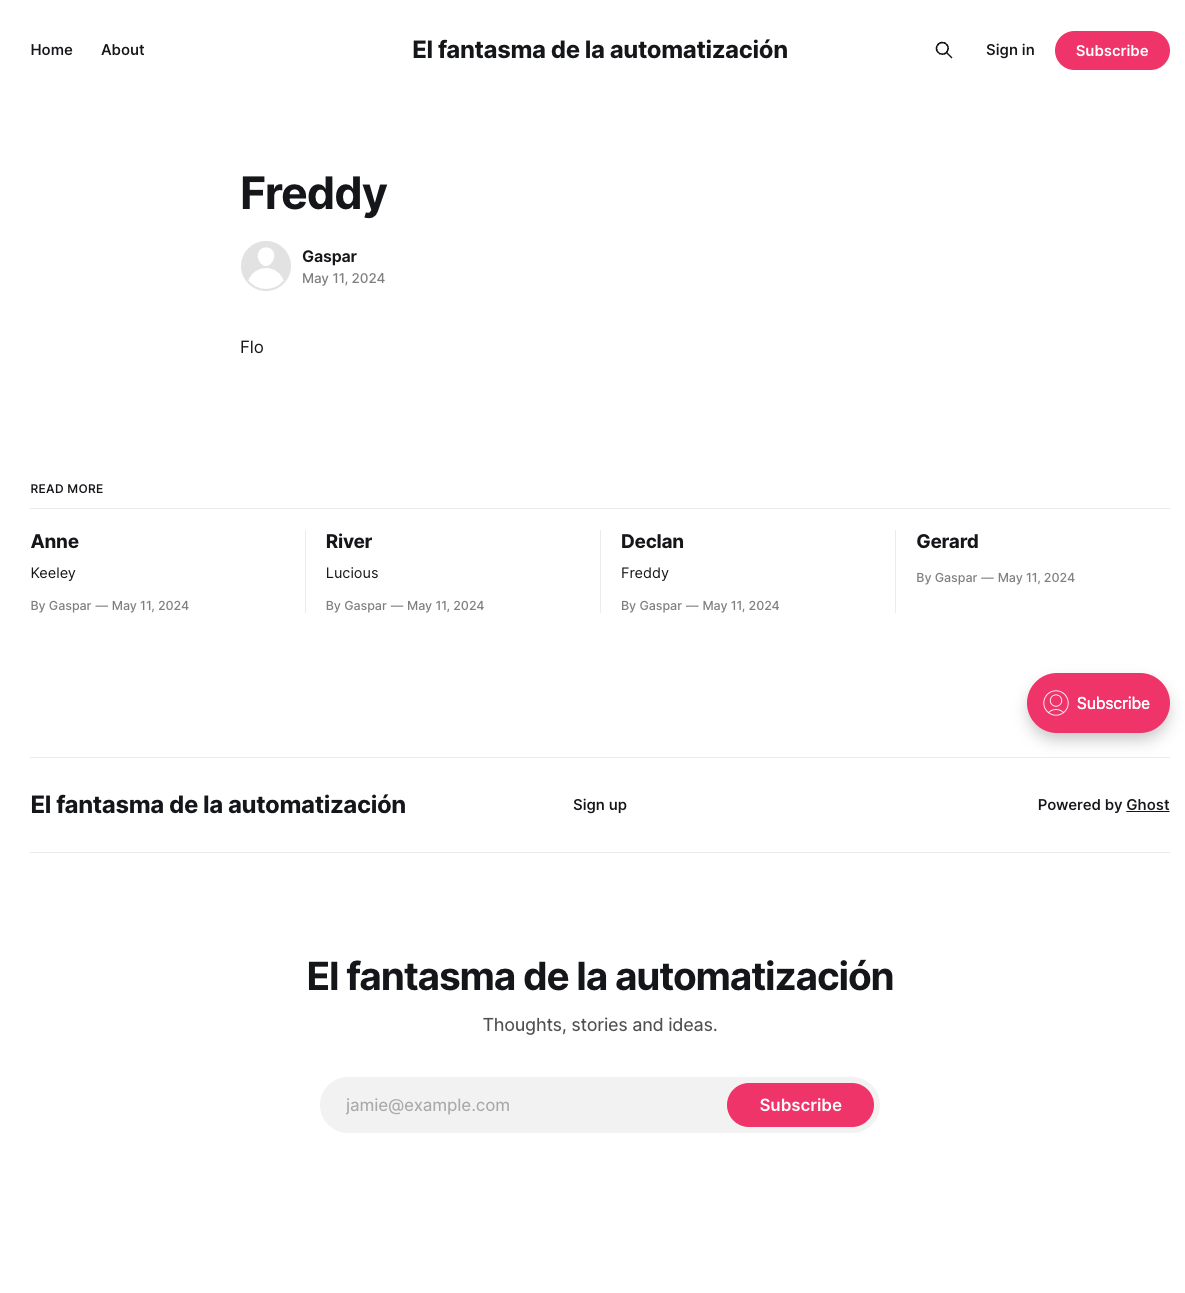 Home About El fantasma de la automatización Sign in Subscribe
Freddy
Gaspar
May 11, 2024
Flo
READ MORE
Anne
Keeley
By Gaspar — May 11, 2024
River
Lucious
By Gaspar — May 11, 2024
Declan
Freddy
By Gaspar — May 11, 2024
Gerard
By Gaspar — May 11, 2024
Subscribe
El fantasma de la automatización Sign up Powered by Ghost
El fantasma de la automatización
Thoughts, stories and ideas.
jamie@example.com Subscribe